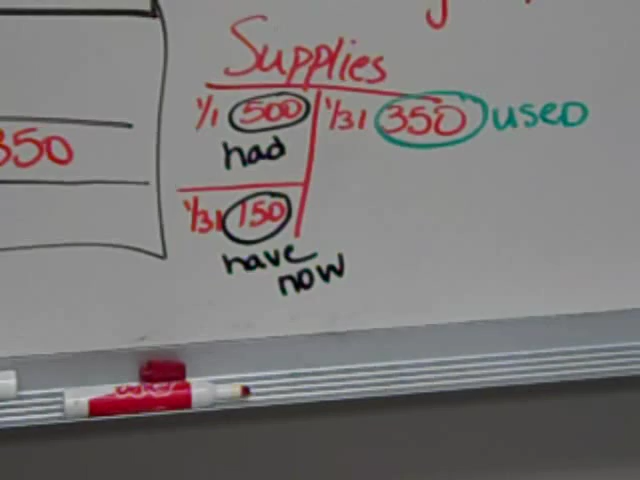 Supplies
1/1 500 1/31 350 used
had
350
1/31 150
have
now